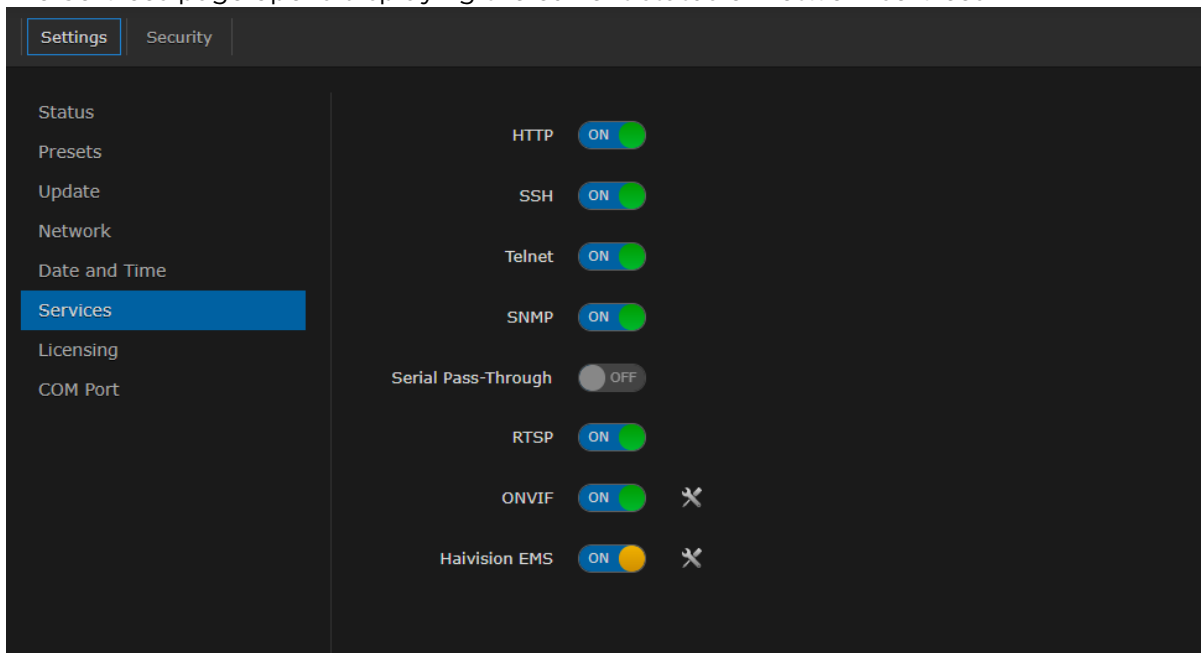 Settings Security
Status
Presets
Update
Network
Date and Time
Services
Licensing
COM Port
HTTP ON
SSH ON
Telnet ON
SNMP ON
Serial Pass-Through OFF
RTSP ON
ONVIF ON
Haivision EMS ON